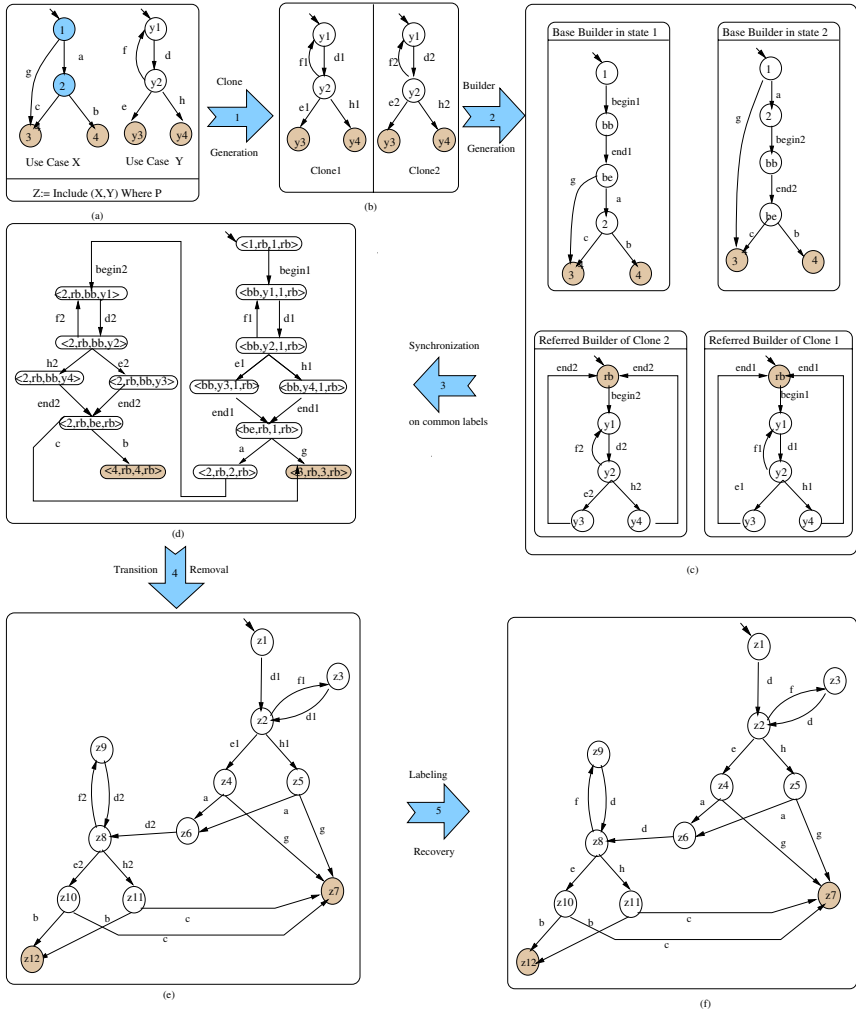 1
a
g
2
c
b
3
4
Use Case X
y1
f
d
y2
e
h
y3
y4
Use Case Y
Z:= Include (X,Y) Where P
(a)
Clone
1
Generation
y1
f1
d1
y2
e1
h1
y3
y4
Clone1
y1
f2
d2
y2
e2
h2
y3
y4
Clone2
(b)
Builder
2
Generation
Base Builder in state 1
1
begin1
bb
end1
be
g
a
2
c
b
3
4
Base Builder in state 2
1
a
2
g
begin2
bb
end2
be
c
b
3
4
Referred Builder of Clone 2
end2
rb
end2
begin2
y1
f2
d2
y2
e2
h2
y3
y4
Referred Builder of Clone 1
end1
rb
end1
begin1
y1
f1
d1
y2
e1
h1
y3
y4
(c)
Synchronization
3
on common labels
<1,rb,1,rb>
begin2
begin1
<2,rb,bb,y1>
<bb,y1,1,rb>
f2
d2
f1
d1
<2,rb,bb,y2>
<bb,y2,1,rb>
h2
e2
e1
h1
<2,rb,bb,y4>
<2,rb,bb,y3>
<bb,y3,1,rb>
<bb,y4,1,rb>
end2
end2
end1
end1
<2,rb,be,rb>
<be,rb,1,rb>
c
b
a
g
<4,rb,4,rb>
<2,rb,2,rb>
<3,rb,3,rb>
(d)
Transition
4
Removal
z1
d1
f1
z3
d1
z2
e1
h1
z9
z4
z5
f2
d2
a
a
d2
z6
g
g
z8
e2
h2
z10
z11
z7
b
b
c
c
z12
(e)
Labeling
5
Recovery
z1
d
f
z3
d
z2
e
h
z9
z4
z5
f
d
a
a
d
z6
g
g
z8
e
h
z10
z11
z7
b
b
c
c
z12
(f)